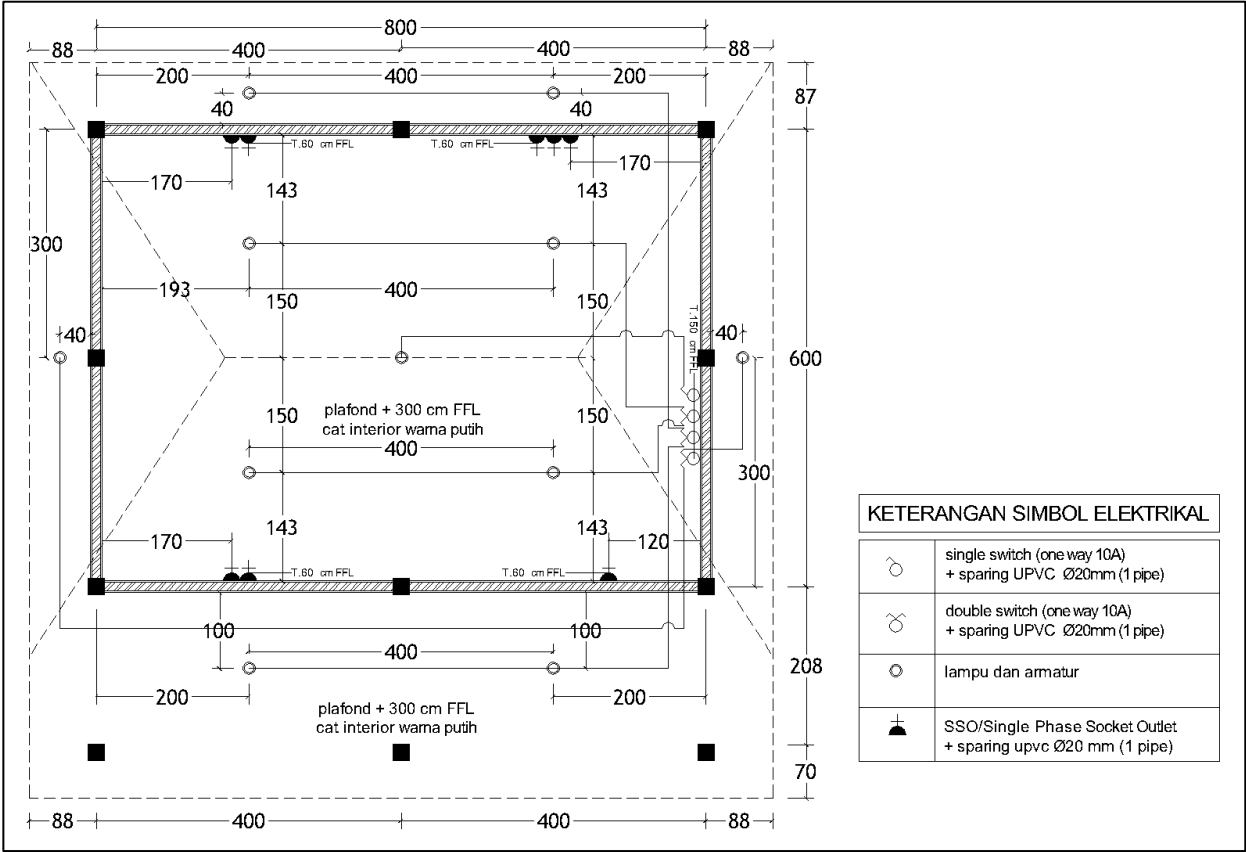 800
88
400
400
88
200
400
200
87
40
40
T.60 cm FFL
T.60 cm FFL
170
143
143
170
300
193
150
400
150
T.150 cm FFL
40
40
600
150
150
plafond + 300 cm FFL
cat interior warna putih
400
300
143
143
170
120
T.60 cm FFL
T.60 cm FFL
100
100
400
208
200
200
plafond + 300 cm FFL
cat interior warna putih
70
88
400
400
88
KETERANGAN SIMBOL ELEKTRIKAL
single switch (one way 10A)
+ sparing UPVC Ø20mm (1 pipe)
double switch (one way 10A)
+ sparing UPVC Ø20mm (1 pipe)
lampu dan armatur
SSO/Single Phase Socket Outlet
+ sparing upvc Ø20 mm (1 pipe)